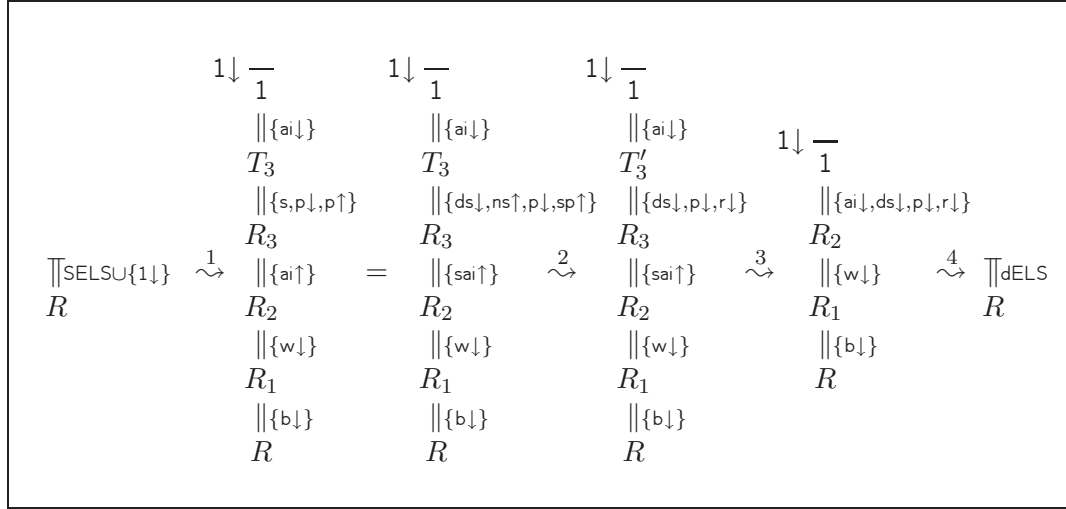 1↓ — 1↓ — 1↓ —
1 1 1
‖{ai↓} ‖{ai↓} ‖{ai↓} 1↓ —
T₃ T₃ T₃′ 1
‖{s,p↓,p↑} ‖{ds↓,ns↑,p↓,sp↑} ‖{ds↓,p↓,r↓} ‖{ai↓,ds↓,p↓,r↓}
R₃ R₃ R₃ R₂
‖SELS∪{1↓} 1⤳ ‖{ai↑} = ‖{sai↑} 2⤳ ‖{sai↑} 3⤳ ‖{w↓} 4⤳ ‖dELS
R R₂ R₂ R₂ R₁ R
‖{w↓} ‖{w↓} ‖{w↓} ‖{b↓}
R₁ R₁ R₁ R
‖{b↓} ‖{b↓} ‖{b↓}
R R R